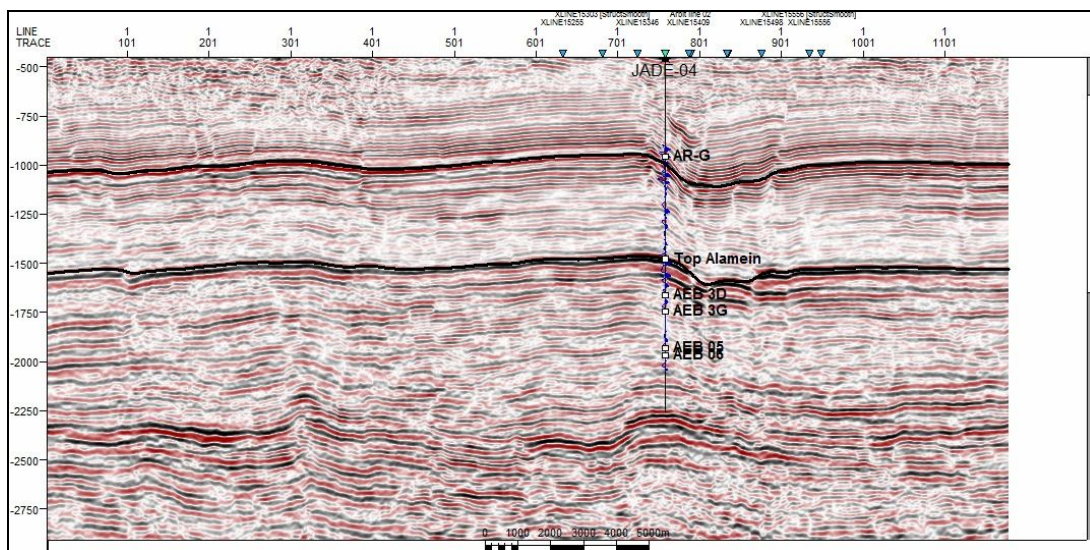 XLINE15303 [StructSmooth] Arbit line 02 XLINE15556 [StructSmooth]
XLINE15255 XLINE15346 XLINE15409 XLINE15498 XLINE15556
LINE 1 1 1 1 1 1 1 1 1 1 1
TRACE 101 201 301 401 501 601 701 801 901 1001 1101
-500
JADE-04
-750
AR-G
-1000
-1250
Top Alamein
-1500
AEB 3D
AEB 3G
-1750
AEB 05
AEB 06
-2000
-2250
-2500
-2750
0 1000 2000 3000 4000 5000m